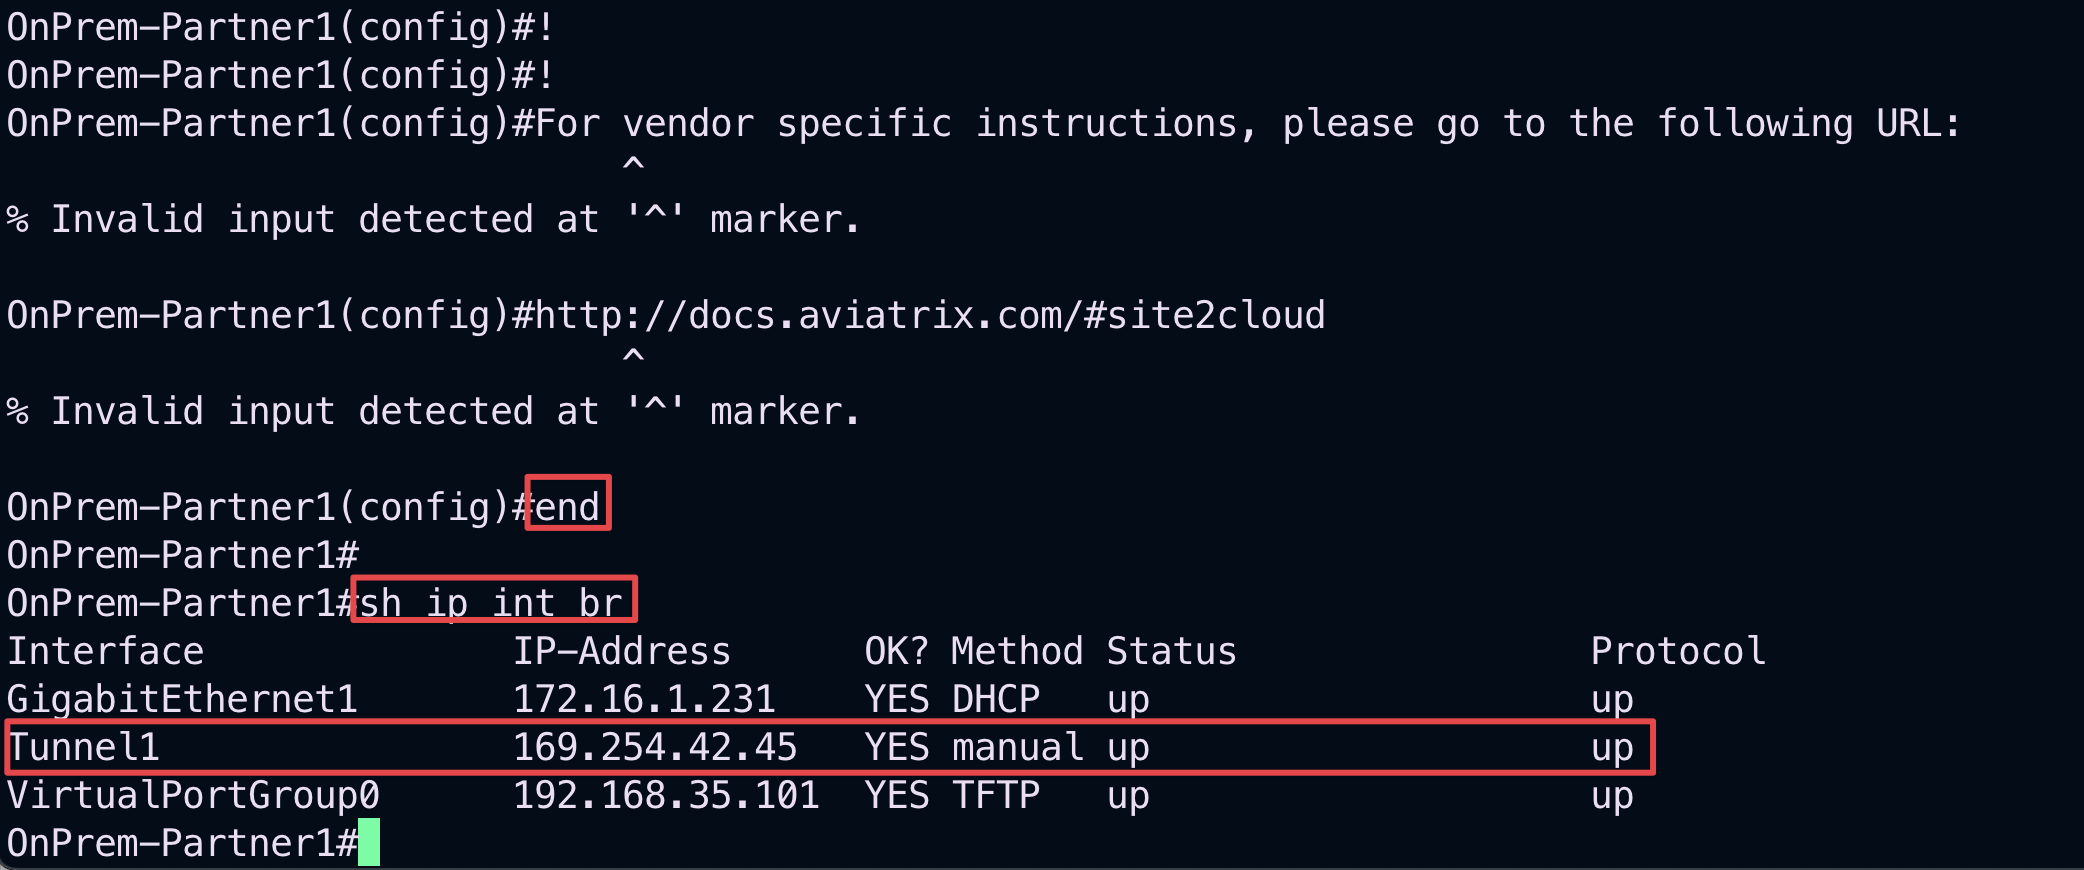 OnPrem-Partner1(config)#!
OnPrem-Partner1(config)#!
OnPrem-Partner1(config)#For vendor specific instructions, please go to the following URL:
^
% Invalid input detected at '^' marker.
OnPrem-Partner1(config)#http://docs.aviatrix.com/#site2cloud
^
% Invalid input detected at '^' marker.
OnPrem-Partner1(config)#end
OnPrem-Partner1#
OnPrem-Partner1#sh ip int br
Interface IP-Address OK? Method Status Protocol
GigabitEthernet1 172.16.1.231 YES DHCP up up
Tunnel1 169.254.42.45 YES manual up up
VirtualPortGroup0 192.168.35.101 YES TFTP up up
OnPrem-Partner1#